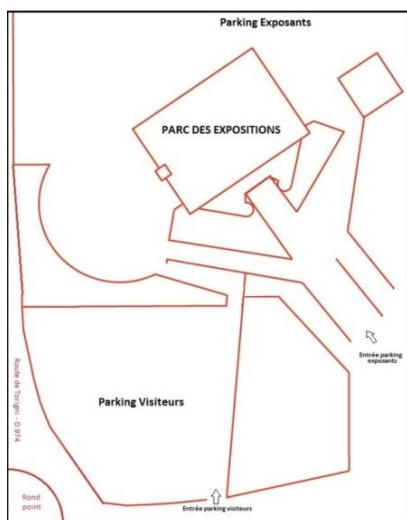 Parking Exposants
PARC DES EXPOSITIONS
Entrée parking
exposants
Route de Torigni - D 974
Parking Visiteurs
Rond
point
Entrée parking visiteurs